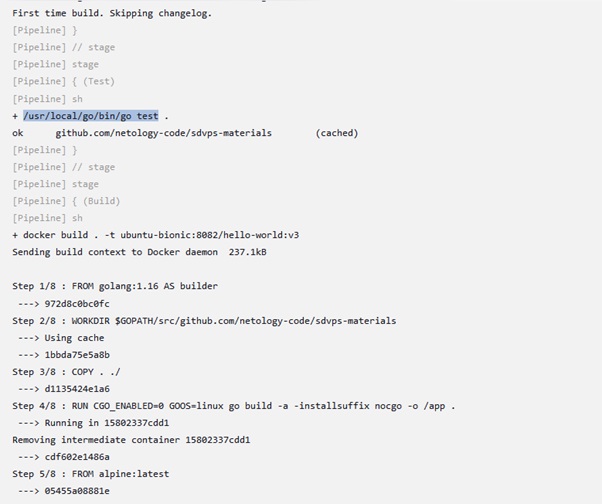 First time build. Skipping changelog.
[Pipeline] }
[Pipeline] // stage
[Pipeline] stage
[Pipeline] { (Test)
[Pipeline] sh
+ /usr/local/go/bin/go test .
ok      github.com/netology-code/sdvps-materials        (cached)
[Pipeline] }
[Pipeline] // stage
[Pipeline] stage
[Pipeline] { (Build)
[Pipeline] sh
+ docker build . -t ubuntu-bionic:8082/hello-world:v3
Sending build context to Docker daemon  237.1kB
Step 1/8 : FROM golang:1.16 AS builder
 ---> 972d8c0bc0fc
Step 2/8 : WORKDIR $GOPATH/src/github.com/netology-code/sdvps-materials
 ---> Using cache
 ---> 1bbda75e5a8b
Step 3/8 : COPY . ./
 ---> d1135424e1a6
Step 4/8 : RUN CGO_ENABLED=0 GOOS=linux go build -a -installsuffix nocgo -o /app .
 ---> Running in 15802337cdd1
Removing intermediate container 15802337cdd1
 ---> cdf602e1486a
Step 5/8 : FROM alpine:latest
 ---> 05455a08881e